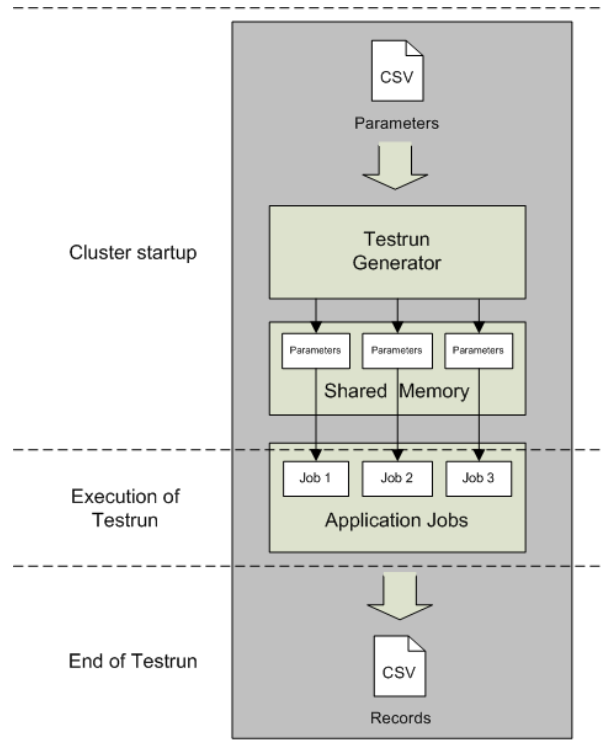 CSV
Parameters
Cluster startup
Testrun
Generator
Parameters
Parameters
Parameters
Shared Memory
Execution of
Testrun
Job 1
Job 2
Job 3
Application Jobs
End of Testrun
CSV
Records